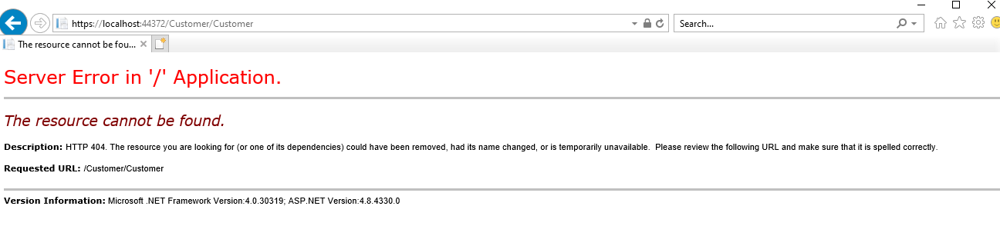 https://localhost:44372/Customer/Customer
Search...
The resource cannot be fou...
Server Error in '/' Application.
The resource cannot be found.
Description: HTTP 404. The resource you are looking for (or one of its dependencies) could have been removed, had its name changed, or is temporarily unavailable.  Please review the following URL and make sure that it is spelled correctly.
Requested URL: /Customer/Customer
Version Information: Microsoft .NET Framework Version:4.0.30319; ASP.NET Version:4.8.4330.0